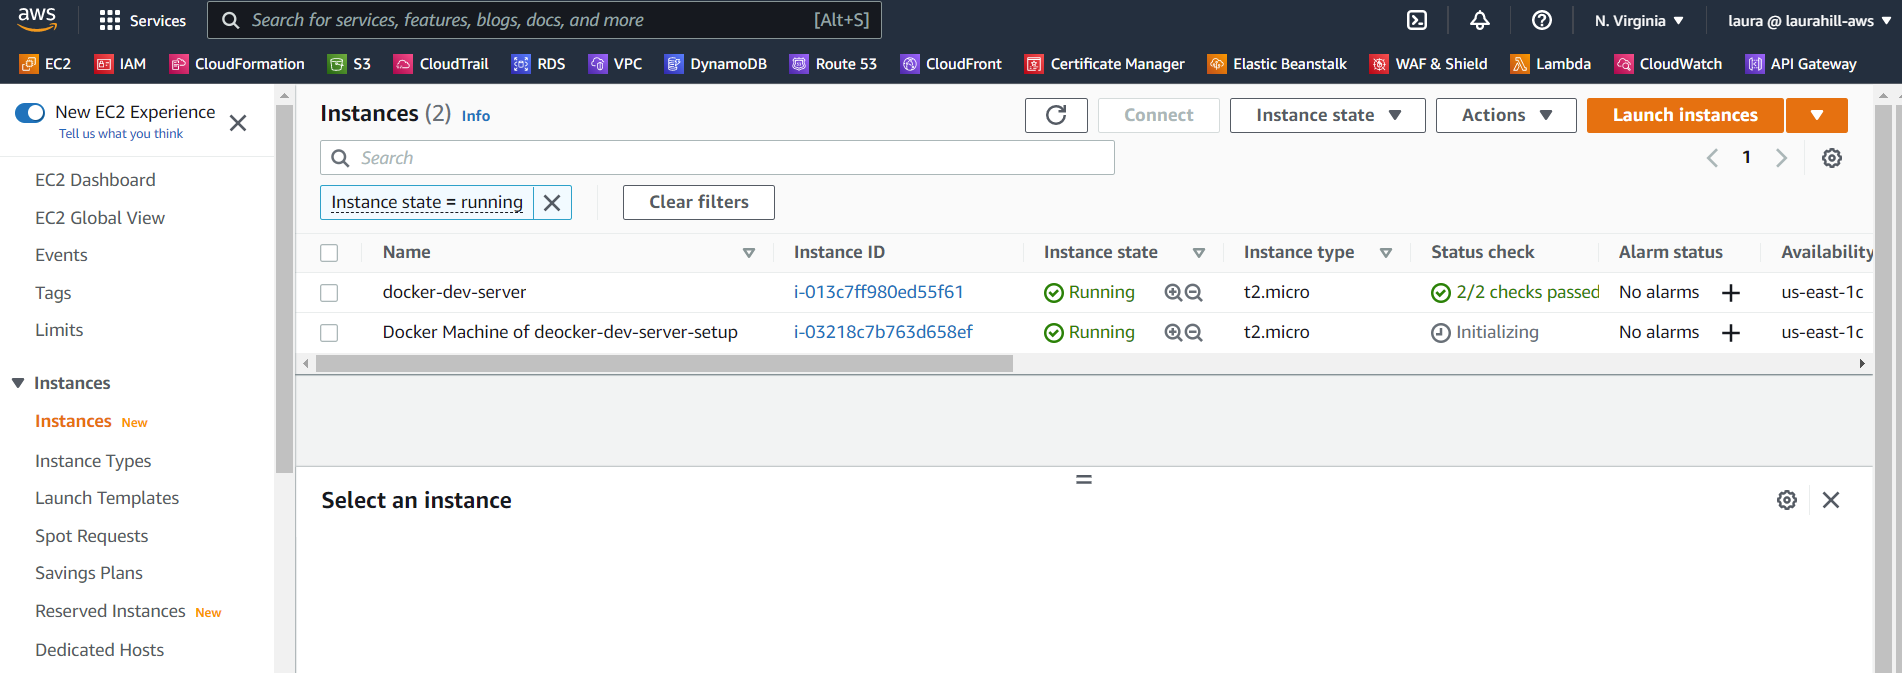 aws
Services
Search for services, features, blogs, docs, and more
[Alt+S]
N. Virginia
laura @ laurahill-aws
EC2
IAM
CloudFormation
S3
CloudTrail
RDS
VPC
DynamoDB
Route 53
CloudFront
Certificate Manager
Elastic Beanstalk
WAF & Shield
Lambda
CloudWatch
API Gateway
New EC2 Experience
Tell us what you think
EC2 Dashboard
EC2 Global View
Events
Tags
Limits
Instances
Instances New
Instance Types
Launch Templates
Spot Requests
Savings Plans
Reserved Instances New
Dedicated Hosts
Instances (2) Info
Connect
Instance state
Actions
Launch instances
Search
1
Instance state = running
Clear filters
Name Instance ID Instance state Instance type Status check Alarm status Availability
docker-dev-server i-013c7ff980ed55f61 Running t2.micro 2/2 checks passed No alarms us-east-1c
Docker Machine of deocker-dev-server-setup i-03218c7b763d658ef Running t2.micro Initializing No alarms us-east-1c
Select an instance